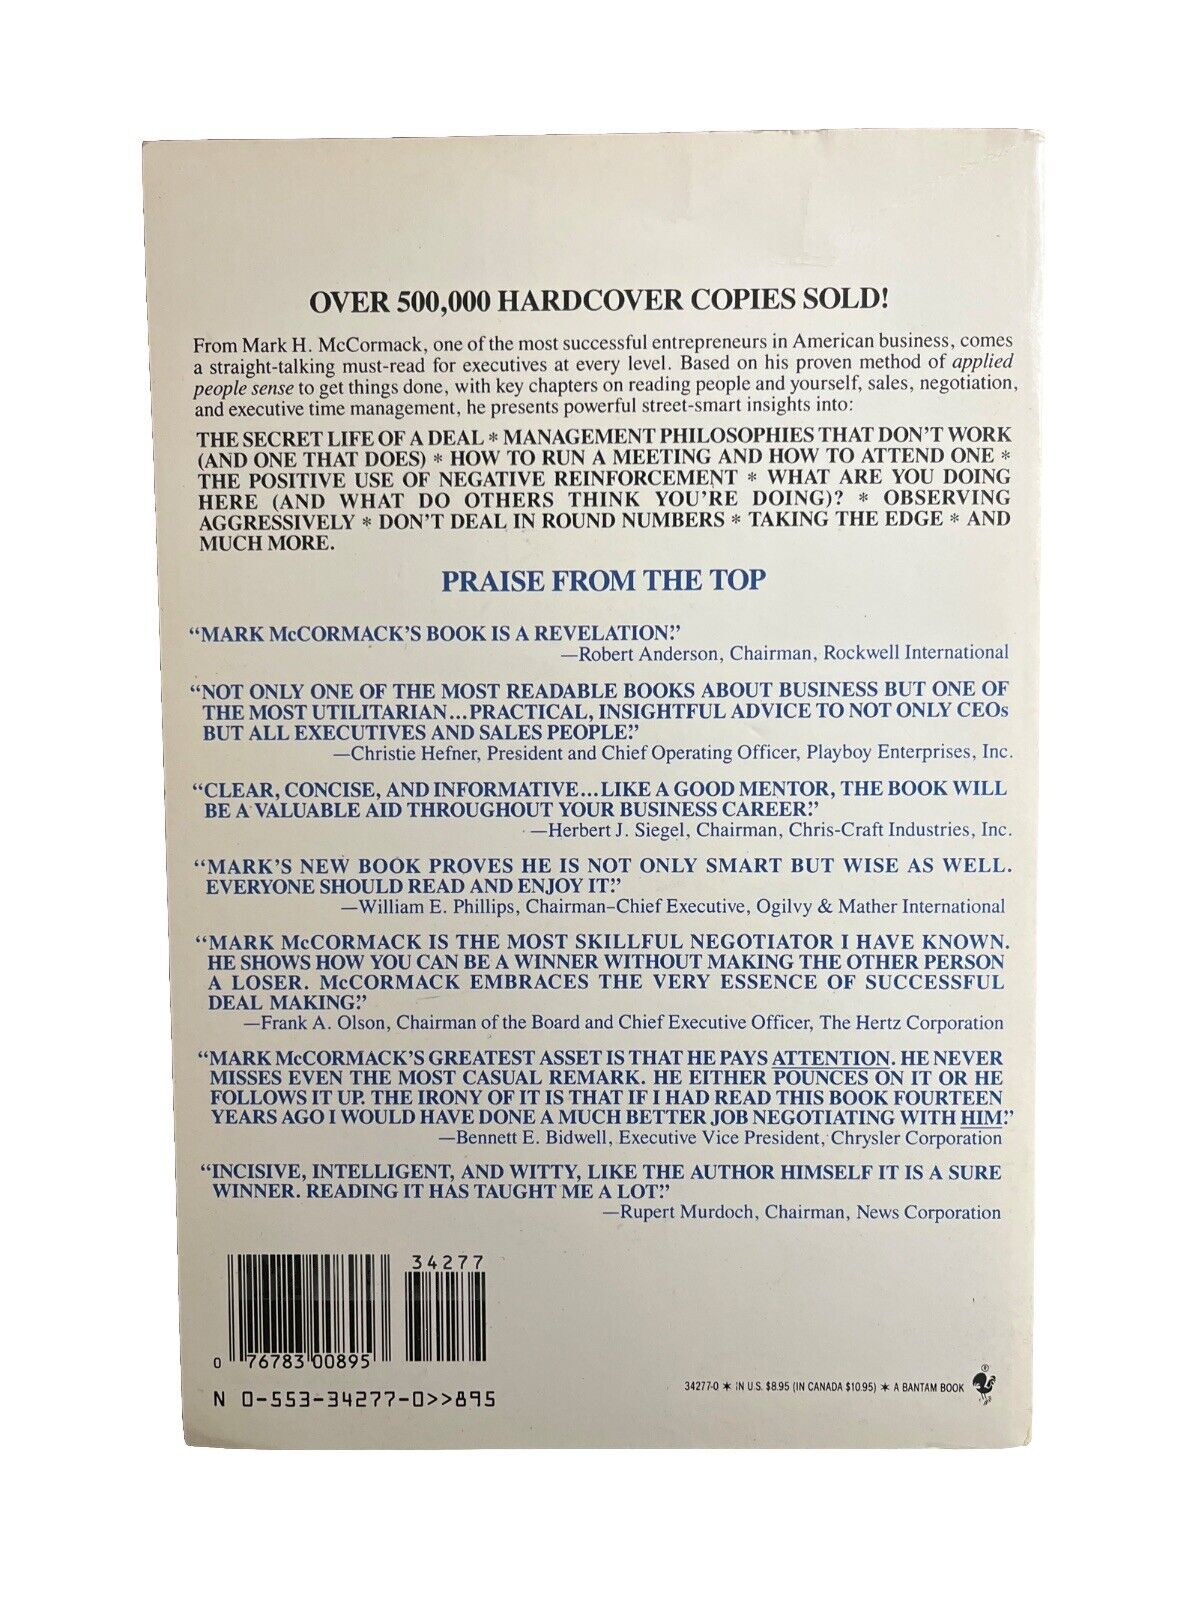 OVER 500,000 HARDCOVER COPIES SOLD!
From Mark H. McCormack, one of the most successful entrepreneurs in American business, comes
a straight-talking must-read for executives at every level. Based on his proven method of applied
people sense to get things done, with key chapters on reading people and yourself, sales, negotiation,
and executive time management, he presents powerful street-smart insights into:
THE SECRET LIFE OF A DEAL * MANAGEMENT PHILOSOPHIES THAT DON'T WORK
(AND ONE THAT DOES) * HOW TO RUN A MEETING AND HOW TO ATTEND ONE *
THE POSITIVE USE OF NEGATIVE REINFORCEMENT * WHAT ARE YOU DOING
HERE (AND WHAT DO OTHERS THINK YOU'RE DOING)? * OBSERVING
AGGRESSIVELY * DON'T DEAL IN ROUND NUMBERS * TAKING THE EDGE * AND
MUCH MORE.
PRAISE FROM THE TOP
“MARK McCORMACK'S BOOK IS A REVELATION.”
—Robert Anderson, Chairman, Rockwell International
“NOT ONLY ONE OF THE MOST READABLE BOOKS ABOUT BUSINESS BUT ONE OF
THE MOST UTILITARIAN...PRACTICAL, INSIGHTFUL ADVICE TO NOT ONLY CEOs
BUT ALL EXECUTIVES AND SALES PEOPLE.”
—Christie Hefner, President and Chief Operating Officer, Playboy Enterprises, Inc.
“CLEAR, CONCISE, AND INFORMATIVE...LIKE A GOOD MENTOR, THE BOOK WILL
BE A VALUABLE AID THROUGHOUT YOUR BUSINESS CAREER.”
—Herbert J. Siegel, Chairman, Chris-Craft Industries, Inc.
“MARK'S NEW BOOK PROVES HE IS NOT ONLY SMART BUT WISE AS WELL.
EVERYONE SHOULD READ AND ENJOY IT.”
—William E. Phillips, Chairman-Chief Executive, Ogilvy & Mather International
“MARK McCORMACK IS THE MOST SKILLFUL NEGOTIATOR I HAVE KNOWN.
HE SHOWS HOW YOU CAN BE A WINNER WITHOUT MAKING THE OTHER PERSON
A LOSER. McCORMACK EMBRACES THE VERY ESSENCE OF SUCCESSFUL
DEAL MAKING.”
—Frank A. Olson, Chairman of the Board and Chief Executive Officer, The Hertz Corporation
“MARK McCORMACK'S GREATEST ASSET IS THAT HE PAYS ATTENTION. HE NEVER
MISSES EVEN THE MOST CASUAL REMARK. HE EITHER POUNCES ON IT OR HE
FOLLOWS IT UP. THE IRONY OF IT IS THAT IF I HAD READ THIS BOOK FOURTEEN
YEARS AGO I WOULD HAVE DONE A MUCH BETTER JOB NEGOTIATING WITH HIM.”
—Bennett E. Bidwell, Executive Vice President, Chrysler Corporation
“INCISIVE, INTELLIGENT, AND WITTY, LIKE THE AUTHOR HIMSELF IT IS A SURE
WINNER. READING IT HAS TAUGHT ME A LOT.”
—Rupert Murdoch, Chairman, News Corporation
34277
0 76783 00895
N 0-553-34277-0>>895
34277-0 * IN U.S. $8.95 (IN CANADA $10.95) * A BANTAM BOOK ®